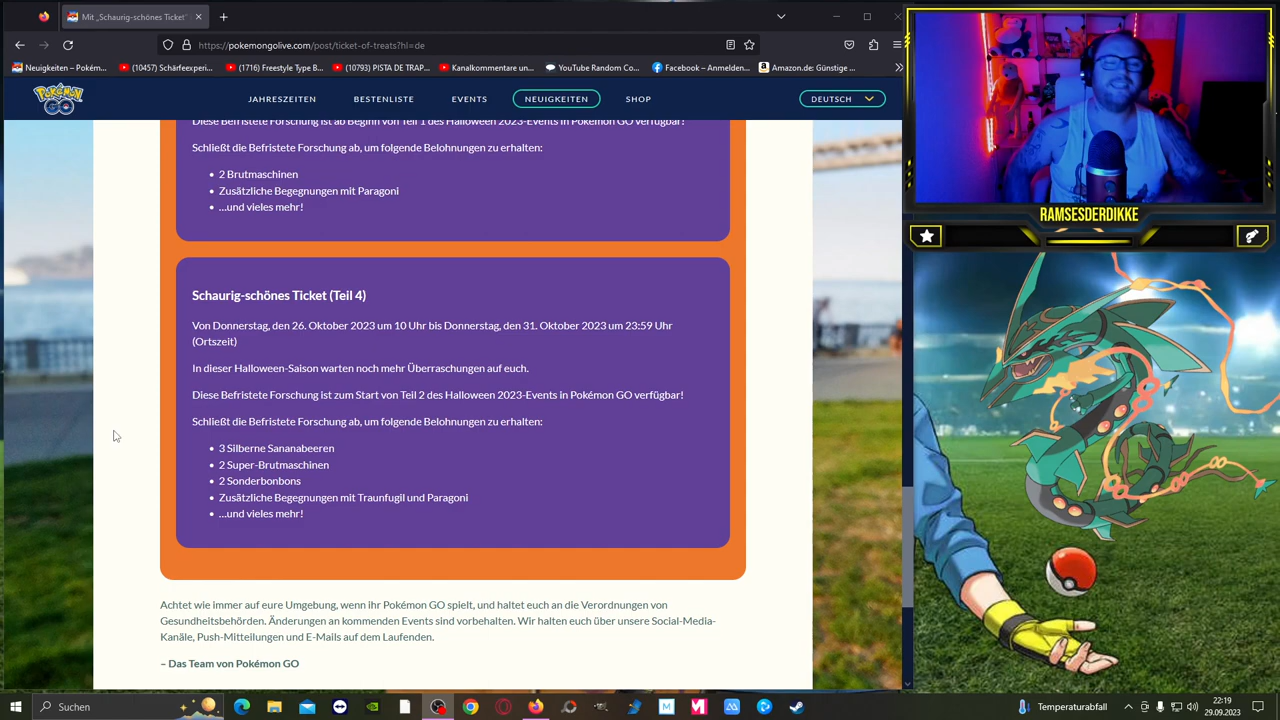 Mit „Schaurig-schönes Ticket“
https://pokemongolive.com/post/ticket-of-treats?hl=de
Neuigkeiten – Pokém...
(10457) Schärfeexperi...
(1716) Freestyle Type B...
(10793) PISTA DE TRAP...
Kanalkommentare un...
YouTube Random Co...
Facebook – Anmelden...
Amazon.de: Günstige ...
POKÉMON GO
JAHRESZEITEN
BESTENLISTE
EVENTS
NEUIGKEITEN
SHOP
DEUTSCH
Diese Befristete Forschung ist ab Beginn von Teil 1 des Halloween 2023-Events in Pokémon GO verfügbar!
Schließt die Befristete Forschung ab, um folgende Belohnungen zu erhalten:
• 2 Brutmaschinen
• Zusätzliche Begegnungen mit Paragoni
• ...und vieles mehr!
Schaurig-schönes Ticket (Teil 4)
Von Donnerstag, den 26. Oktober 2023 um 10 Uhr bis Donnerstag, den 31. Oktober 2023 um 23:59 Uhr
(Ortszeit)
In dieser Halloween-Saison warten noch mehr Überraschungen auf euch.
Diese Befristete Forschung ist zum Start von Teil 2 des Halloween 2023-Events in Pokémon GO verfügbar!
Schließt die Befristete Forschung ab, um folgende Belohnungen zu erhalten:
• 3 Silberne Sananabeeren
• 2 Super-Brutmaschinen
• 2 Sonderbonbons
• Zusätzliche Begegnungen mit Traunfugil und Paragoni
• ...und vieles mehr!
Achtet wie immer auf eure Umgebung, wenn ihr Pokémon GO spielt, und haltet euch an die Verordnungen von
Gesundheitsbehörden. Änderungen an kommenden Events sind vorbehalten. Wir halten euch über unsere Social-Media-
Kanäle, Push-Mitteilungen und E-Mails auf dem Laufenden.
– Das Team von Pokémon GO
RAMSESDERDIKKE
Suchen
Temperaturabfall
22:19
29.09.2023